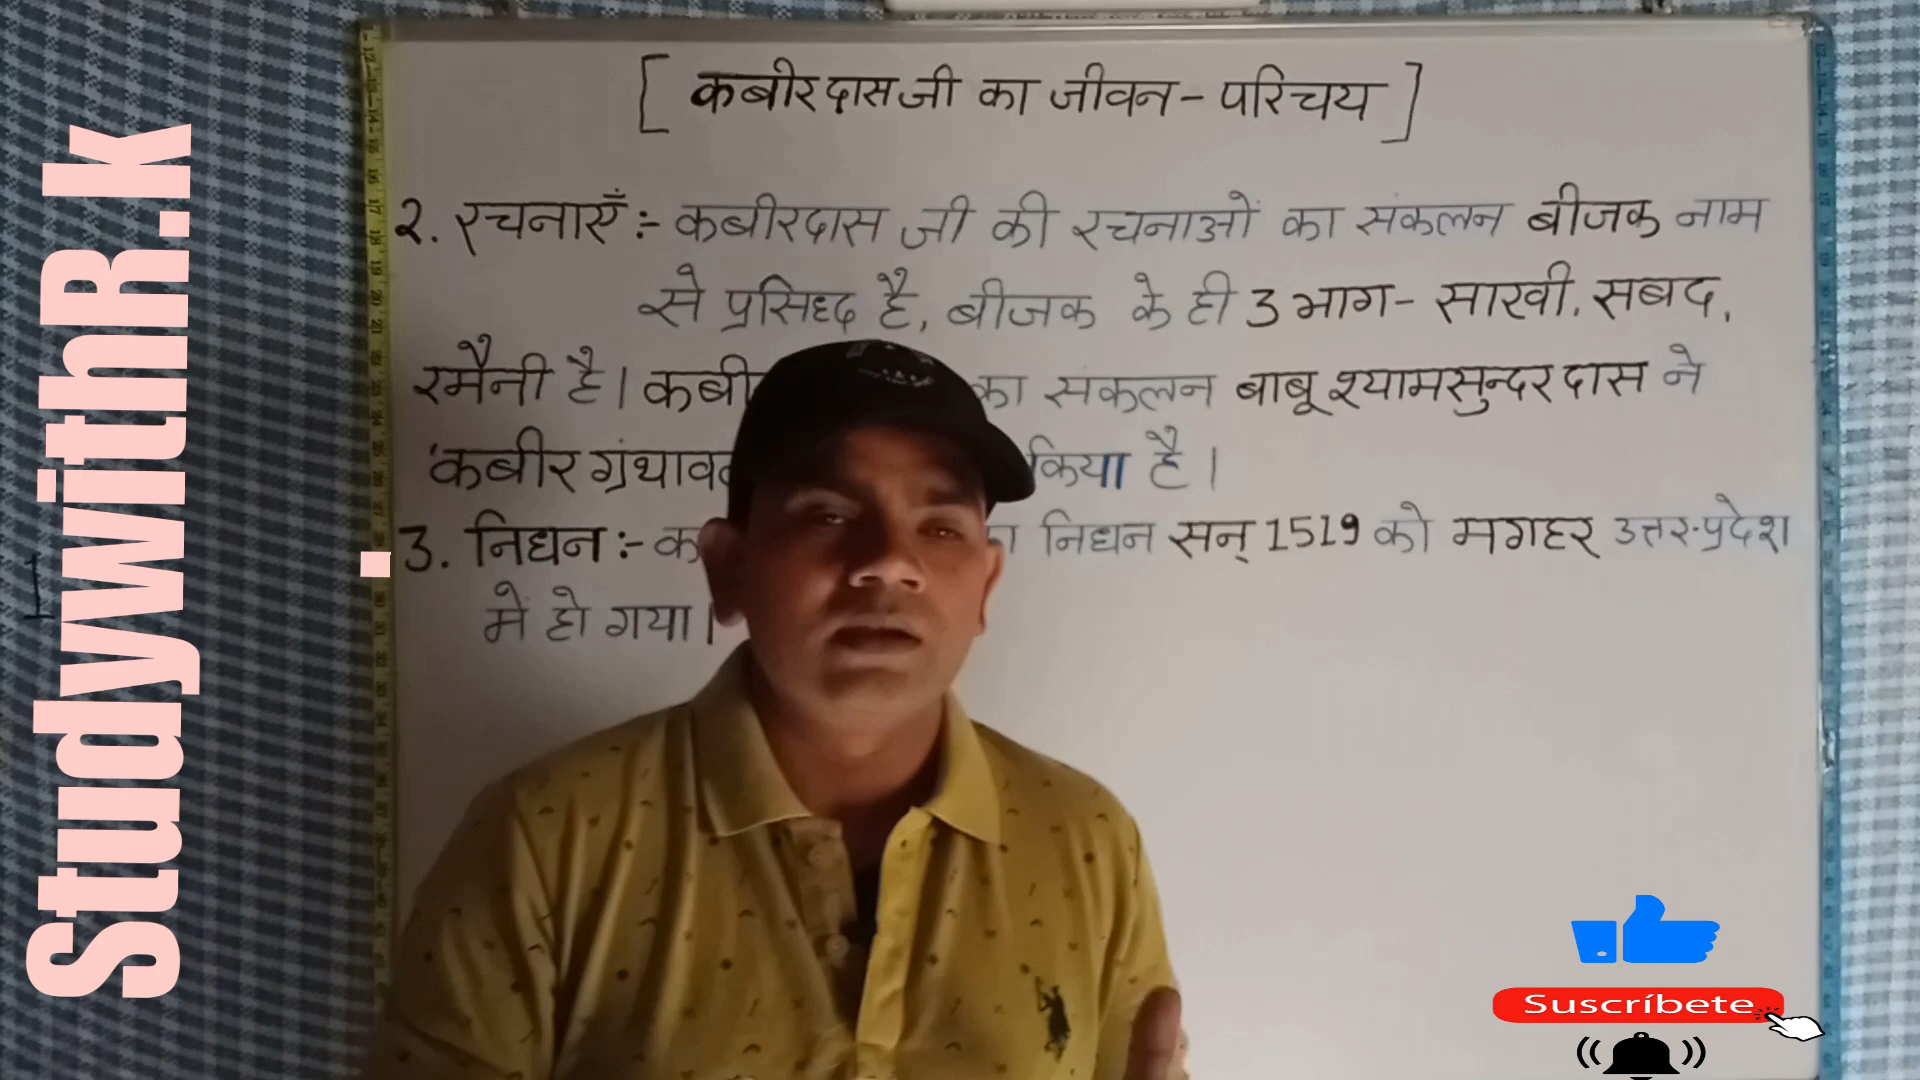 [ कबीरदास जी का जीवन - परिचय ]
२. रचनाएँ :- कबीरदास जी की रचनाओं का संकलन बीजक नाम
से प्रसिध्द है, बीजक के ही 3 भाग - साखी, सबद,
रमैनी है। कबी का संकलन बाबू श्यामसुन्दर दास ने
'कबीर ग्रंथाव किया है।
3. निधन :- क निधन सन् 1519 को मगहर उत्तर-प्रदेश
में हो गया।
StudywithR.k
Suscríbete